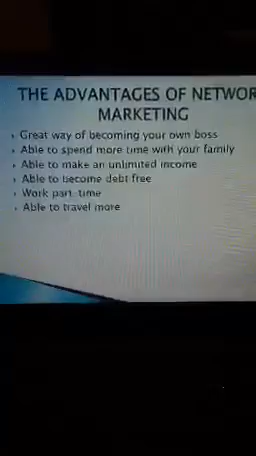 THE ADVANTAGES OF NETWOR
MARKETING
Great way of becoming your own boss
Able to spend more time with your family
Able to make an unlimited income
Able to become debt free
Work part time
Able to travel more